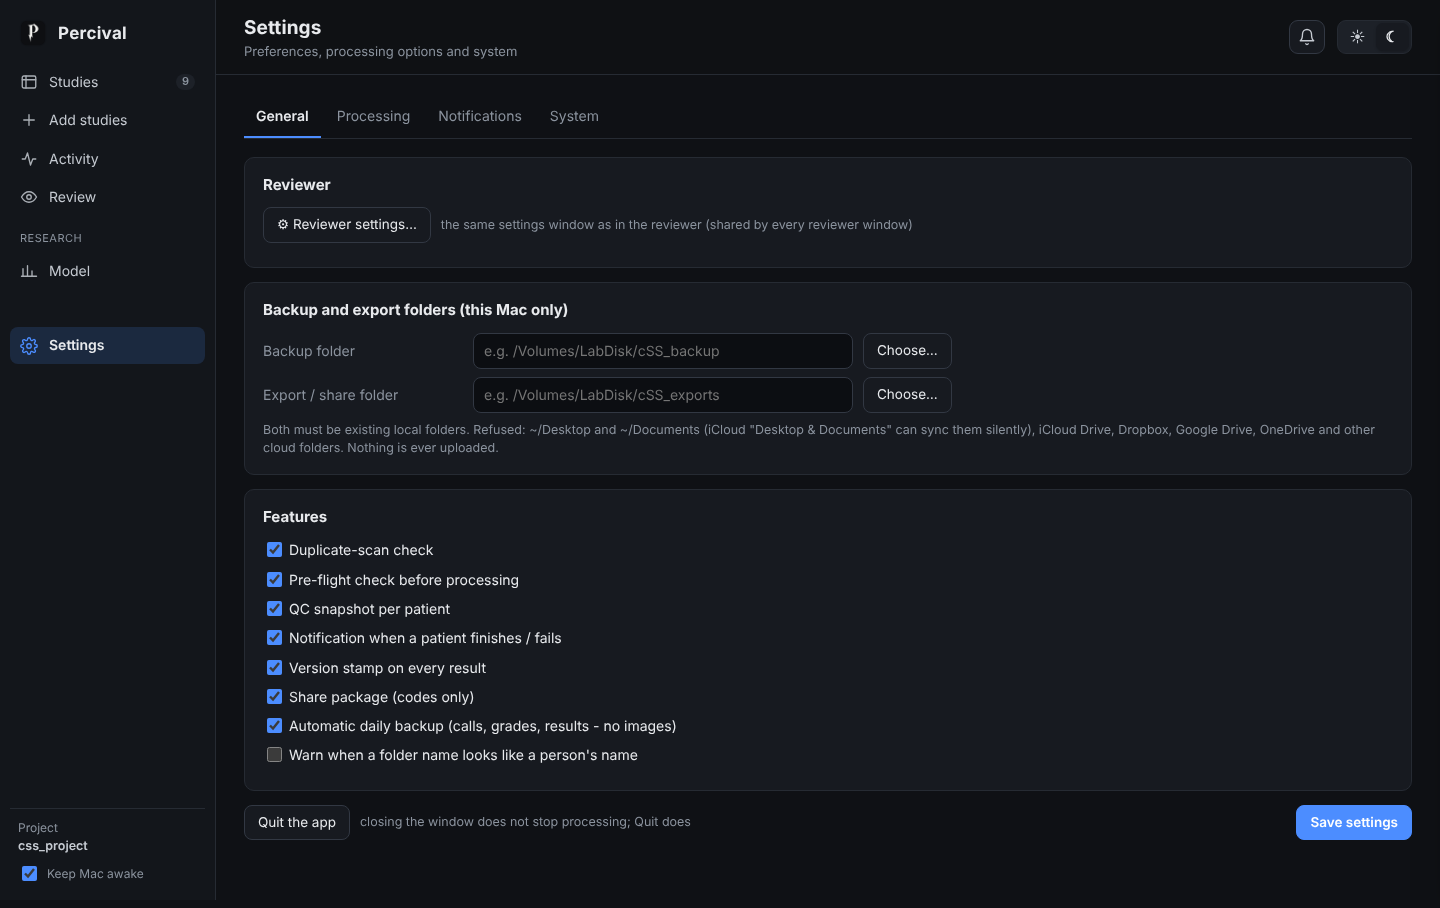 Percival
Studies 9
Add studies
Activity
Review
RESEARCH
Model
Settings
Project
css_project
Keep Mac awake
Settings
Preferences, processing options and system
General Processing Notifications System
Reviewer
Reviewer settings... the same settings window as in the reviewer (shared by every reviewer window)
Backup and export folders (this Mac only)
Backup folder e.g. /Volumes/LabDisk/cSS_backup Choose...
Export / share folder e.g. /Volumes/LabDisk/cSS_exports Choose...
Both must be existing local folders. Refused: ~/Desktop and ~/Documents (iCloud "Desktop & Documents" can sync them silently), iCloud Drive, Dropbox, Google Drive, OneDrive and other
cloud folders. Nothing is ever uploaded.
Features
Duplicate-scan check
Pre-flight check before processing
QC snapshot per patient
Notification when a patient finishes / fails
Version stamp on every result
Share package (codes only)
Automatic daily backup (calls, grades, results - no images)
Warn when a folder name looks like a person's name
Quit the app closing the window does not stop processing; Quit does Save settings